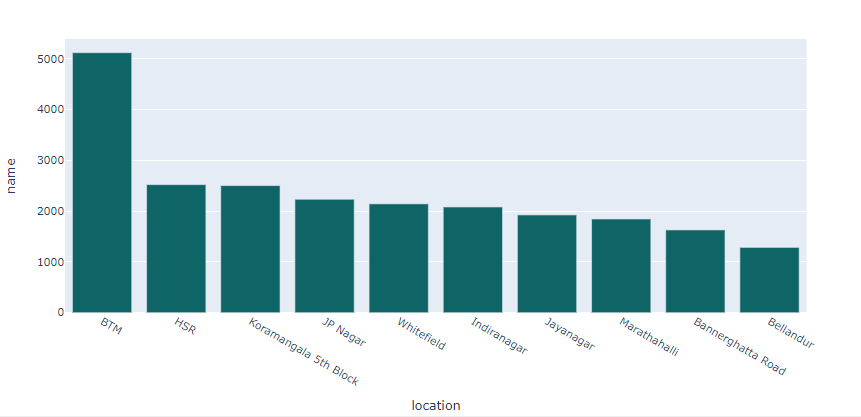 5000
4000
3000
2000
1000
0
name
BTM
HSR
Koramangala 5th Block
JP Nagar
Whitefield
Indiranagar
Jayanagar
Marathahalli
Bannerghatta Road
Bellandur
location